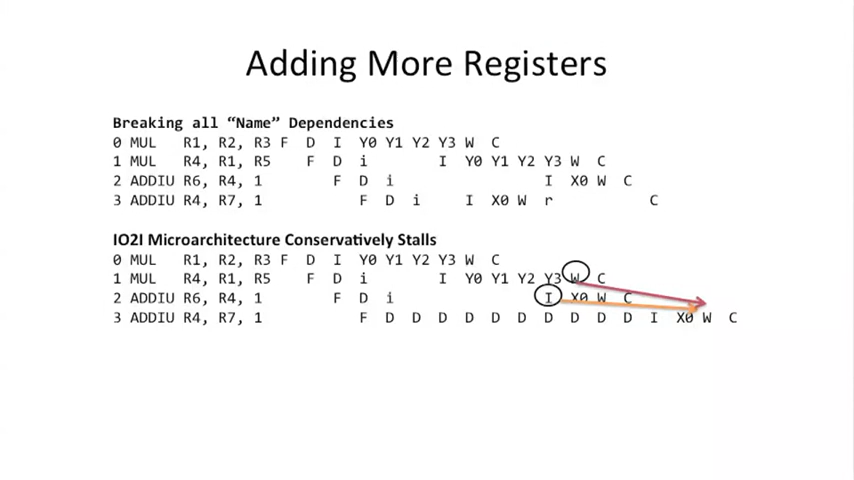 Adding More Registers
Breaking all “Name” Dependencies
0 MUL R1, R2, R3 F D I Y0 Y1 Y2 Y3 W C
1 MUL R4, R1, R5 F D i I Y0 Y1 Y2 Y3 W C
2 ADDIU R6, R4, 1 F D i I X0 W C
3 ADDIU R4, R7, 1 F D i I X0 W r C
IO2I Microarchitecture Conservatively Stalls
0 MUL R1, R2, R3 F D I Y0 Y1 Y2 Y3 W C
1 MUL R4, R1, R5 F D i I Y0 Y1 Y2 Y3 W C
2 ADDIU R6, R4, 1 F D i I X0 W C
3 ADDIU R4, R7, 1 F D D D D D D D D D D I X0 W C